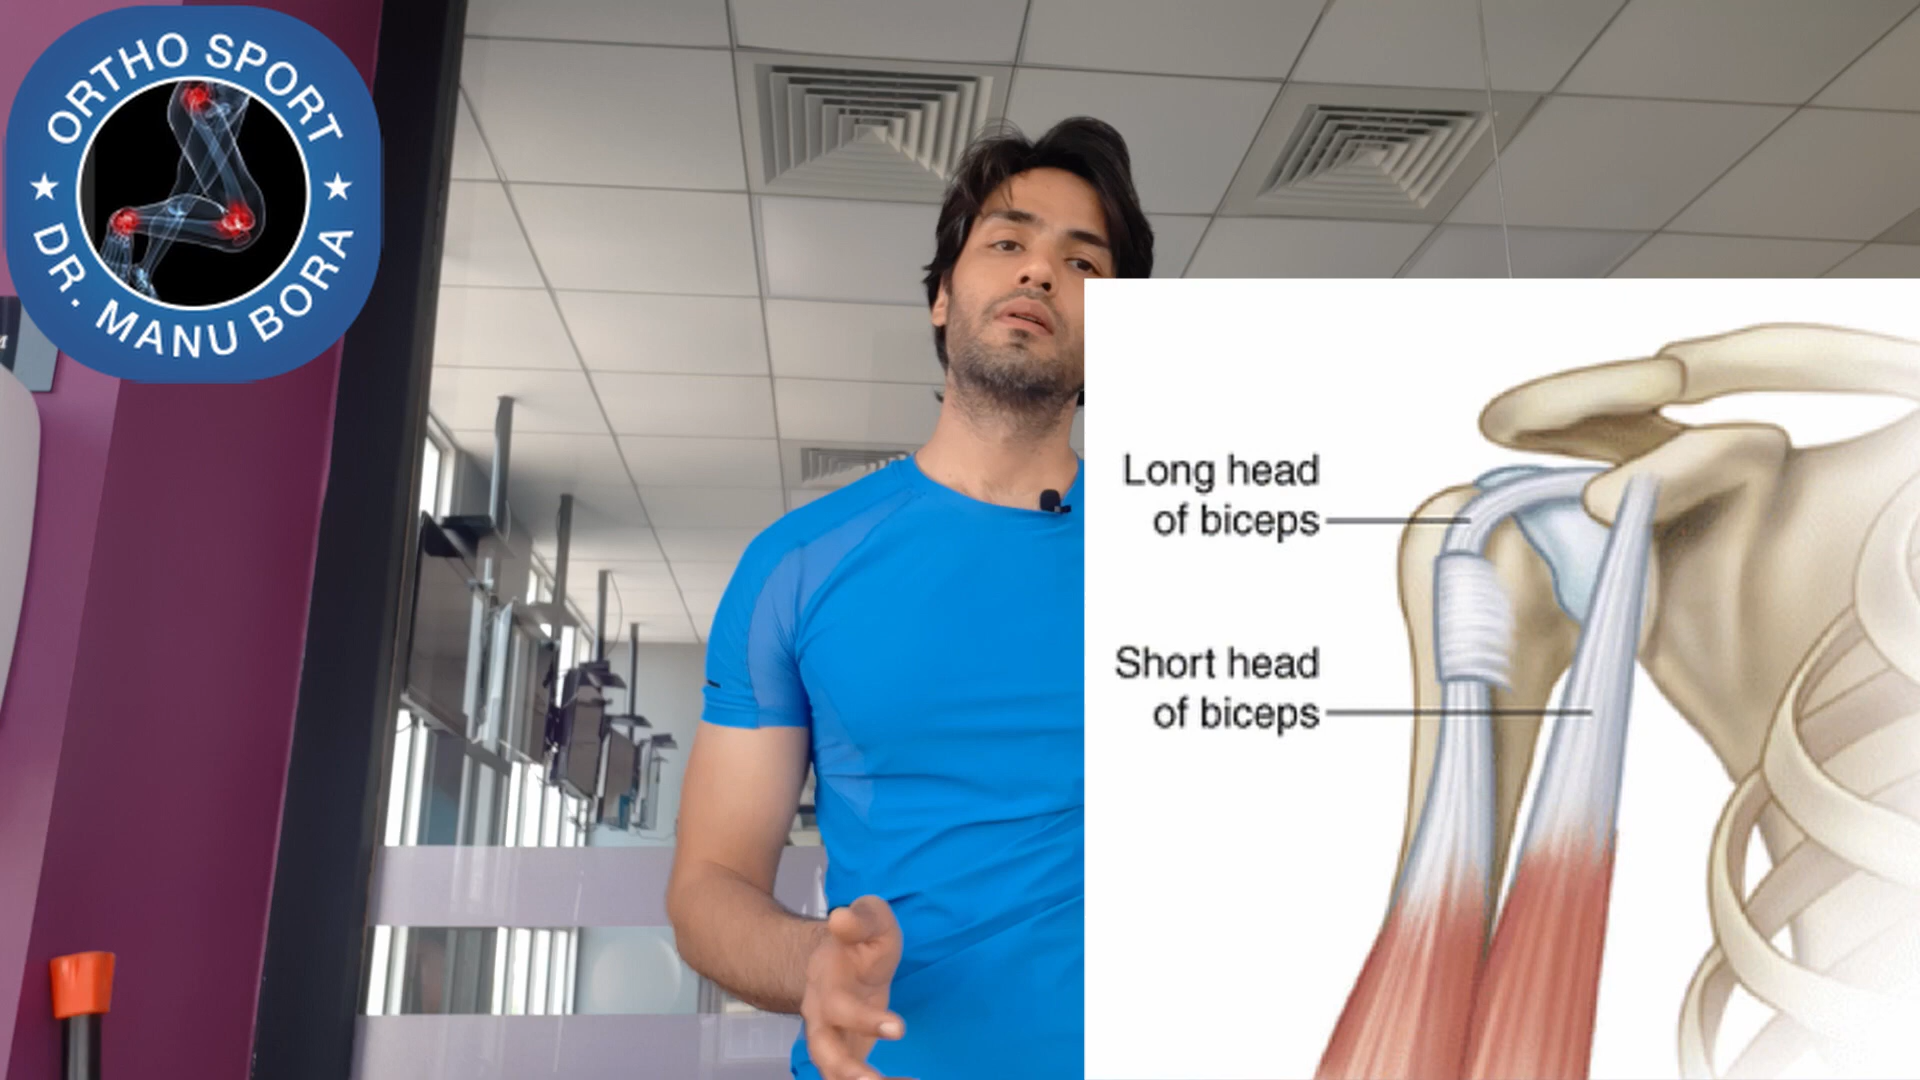 ORTHO SPORT
DR. MANU BORA
Long head
of biceps
Short head
of biceps